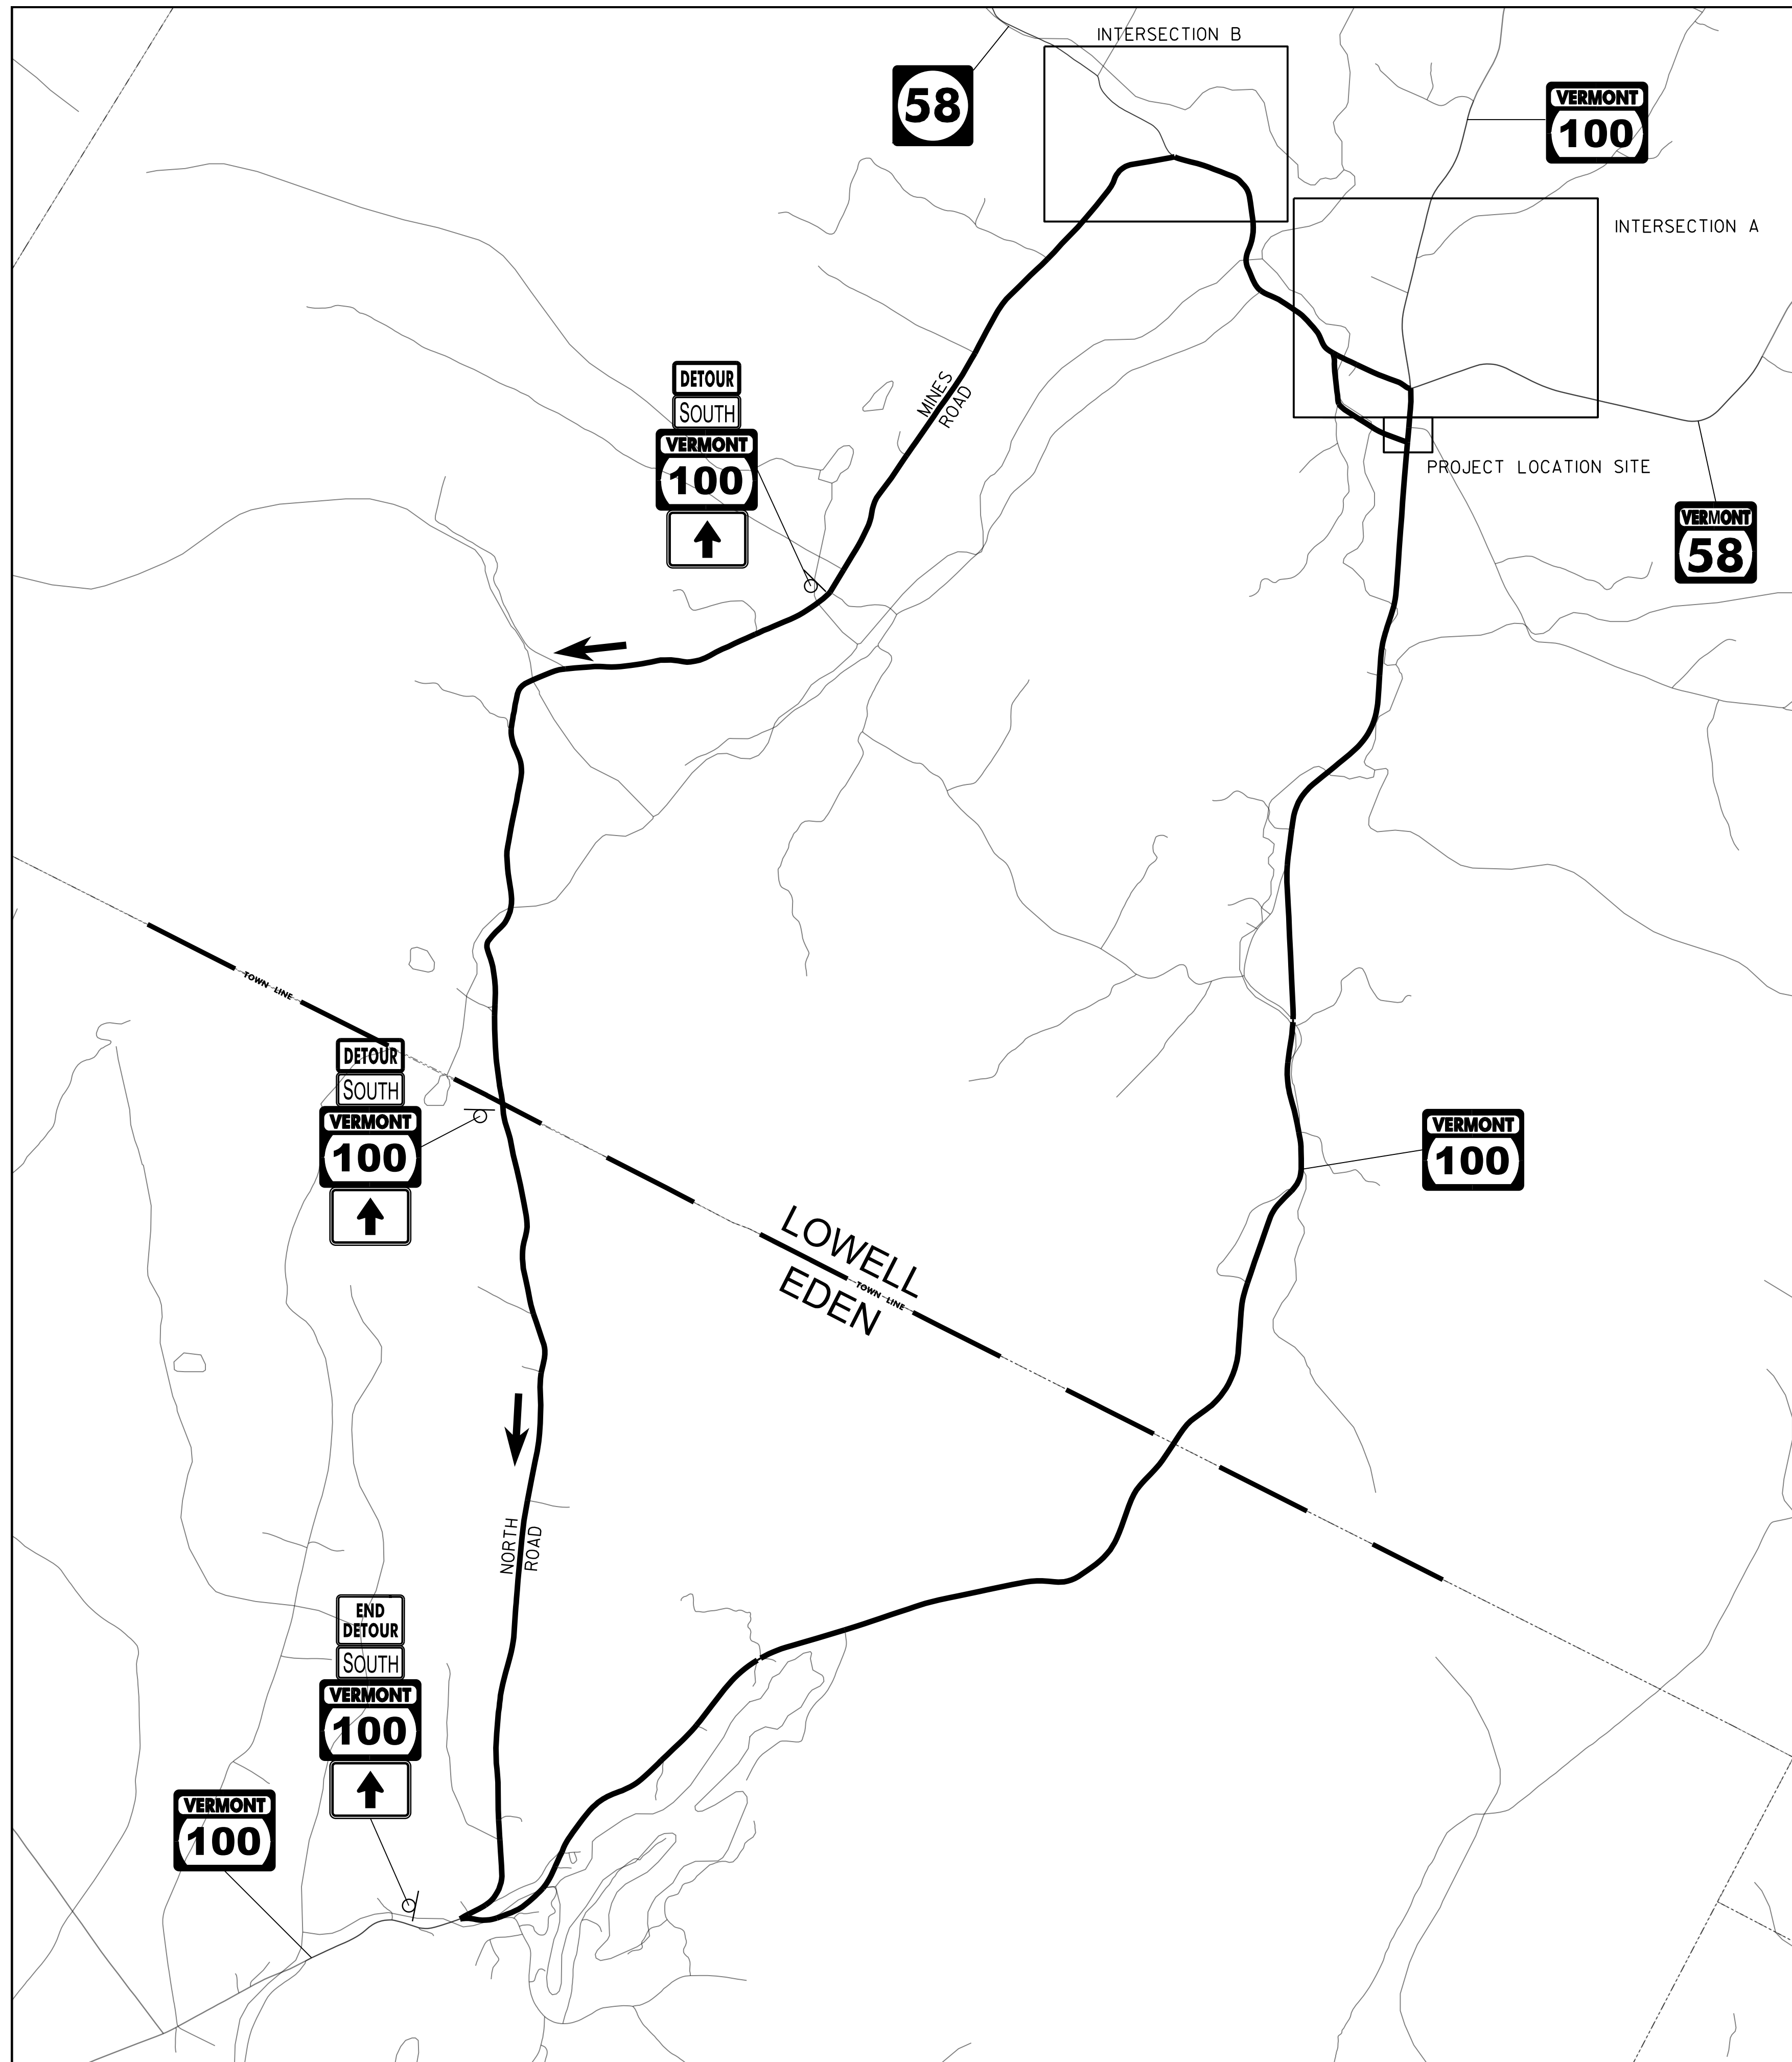 INTERSECTION B
58
VERMONT
100
INTERSECTION A
DETOUR
SOUTH
VERMONT
100
MINES
ROAD
PROJECT LOCATION SITE
VERMONT
58
TOWN LINE
DETOUR
SOUTH
VERMONT
100
VERMONT
100
LOWELL
EDEN
TOWN LINE
NORTH
ROAD
END
DETOUR
SOUTH
VERMONT
100
VERMONT
100